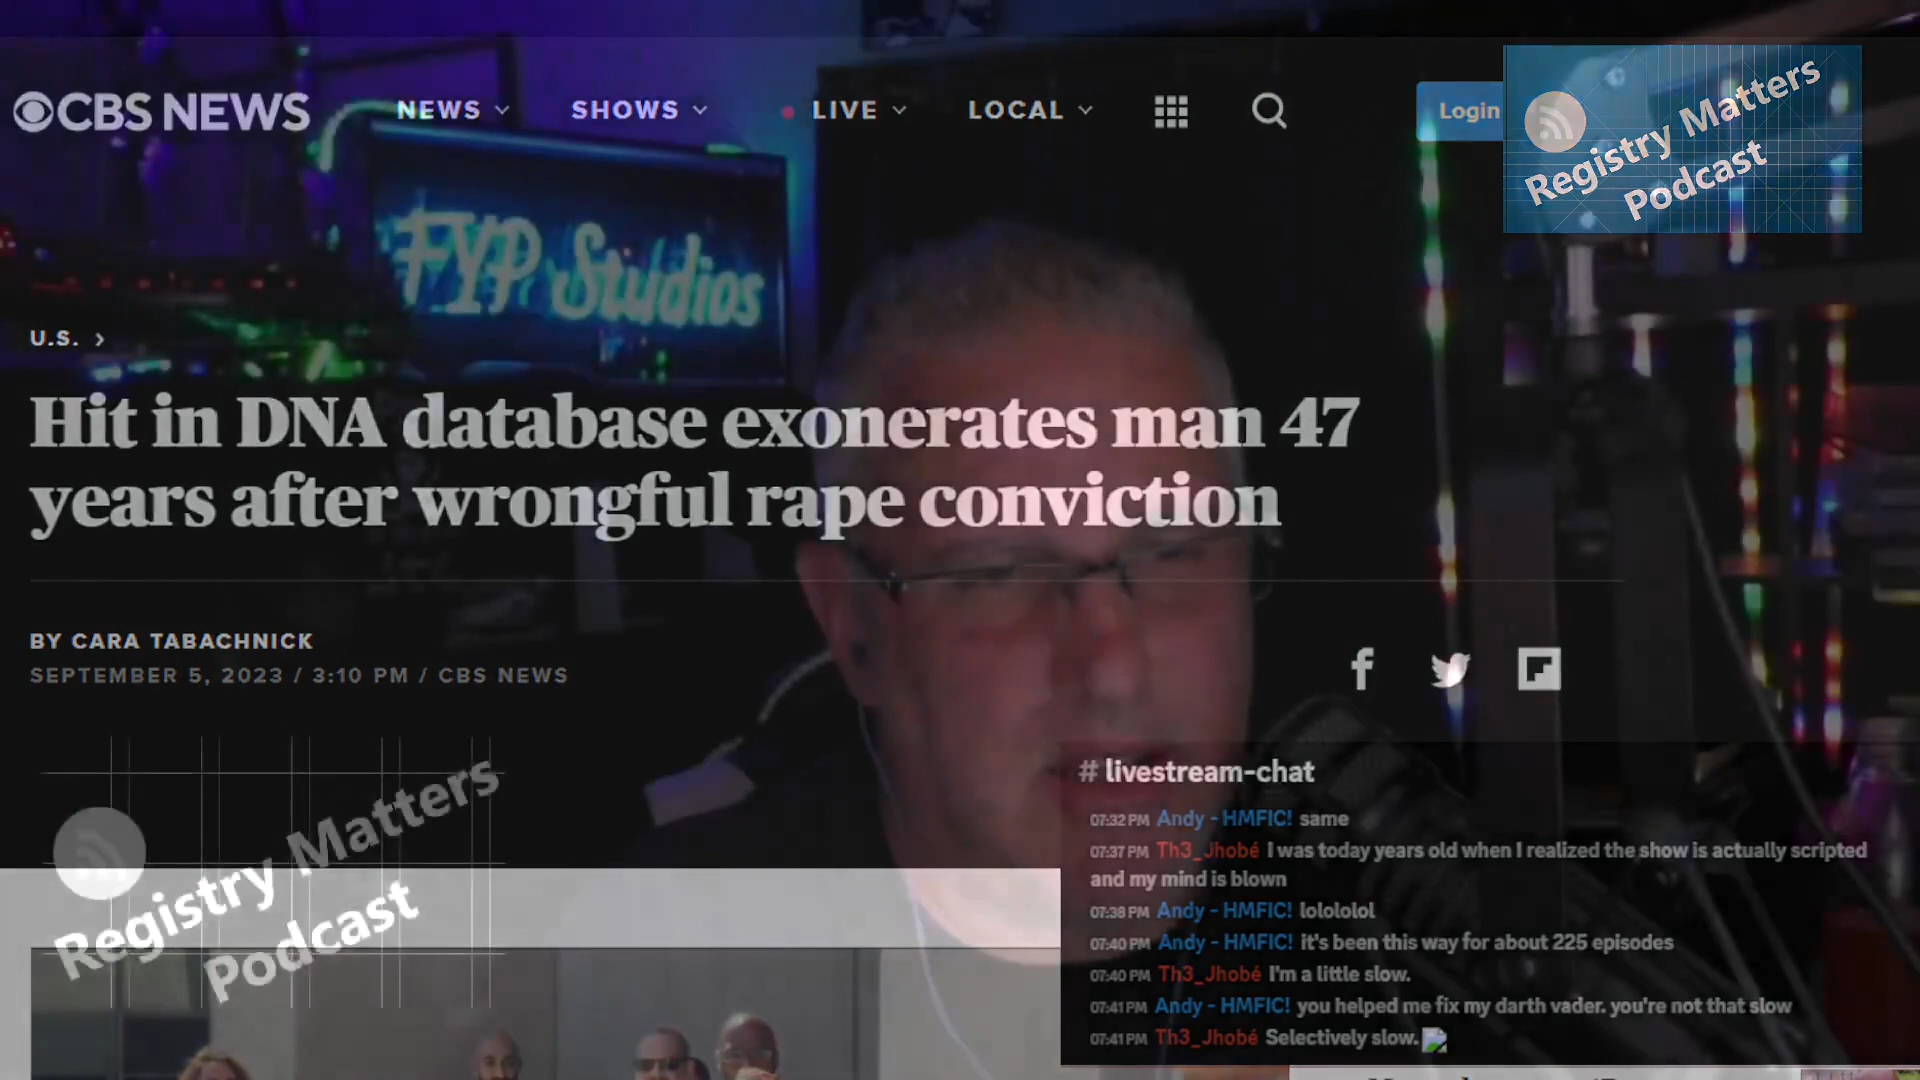 CBS NEWS
NEWS
SHOWS
LIVE
LOCAL
Login
Registry Matters
Podcast
FYP Studios
U.S. >
Hit in DNA database exonerates man 47
years after wrongful rape conviction
BY CARA TABACHNICK
SEPTEMBER 5, 2023 / 3:10 PM / CBS NEWS
f
Registry Matters
Podcast
# livestream-chat
07:32 PM Andy - HMFIC! same
07:37 PM Th3_Jhobé I was today years old when I realized the show is actually scripted
and my mind is blown
07:38 PM Andy - HMFIC! lolololol
07:40 PM Andy - HMFIC! it's been this way for about 225 episodes
07:40 PM Th3_Jhobé I'm a little slow.
07:41 PM Andy - HMFIC! you helped me fix my darth vader. you're not that slow
07:41 PM Th3_Jhobé Selectively slow.